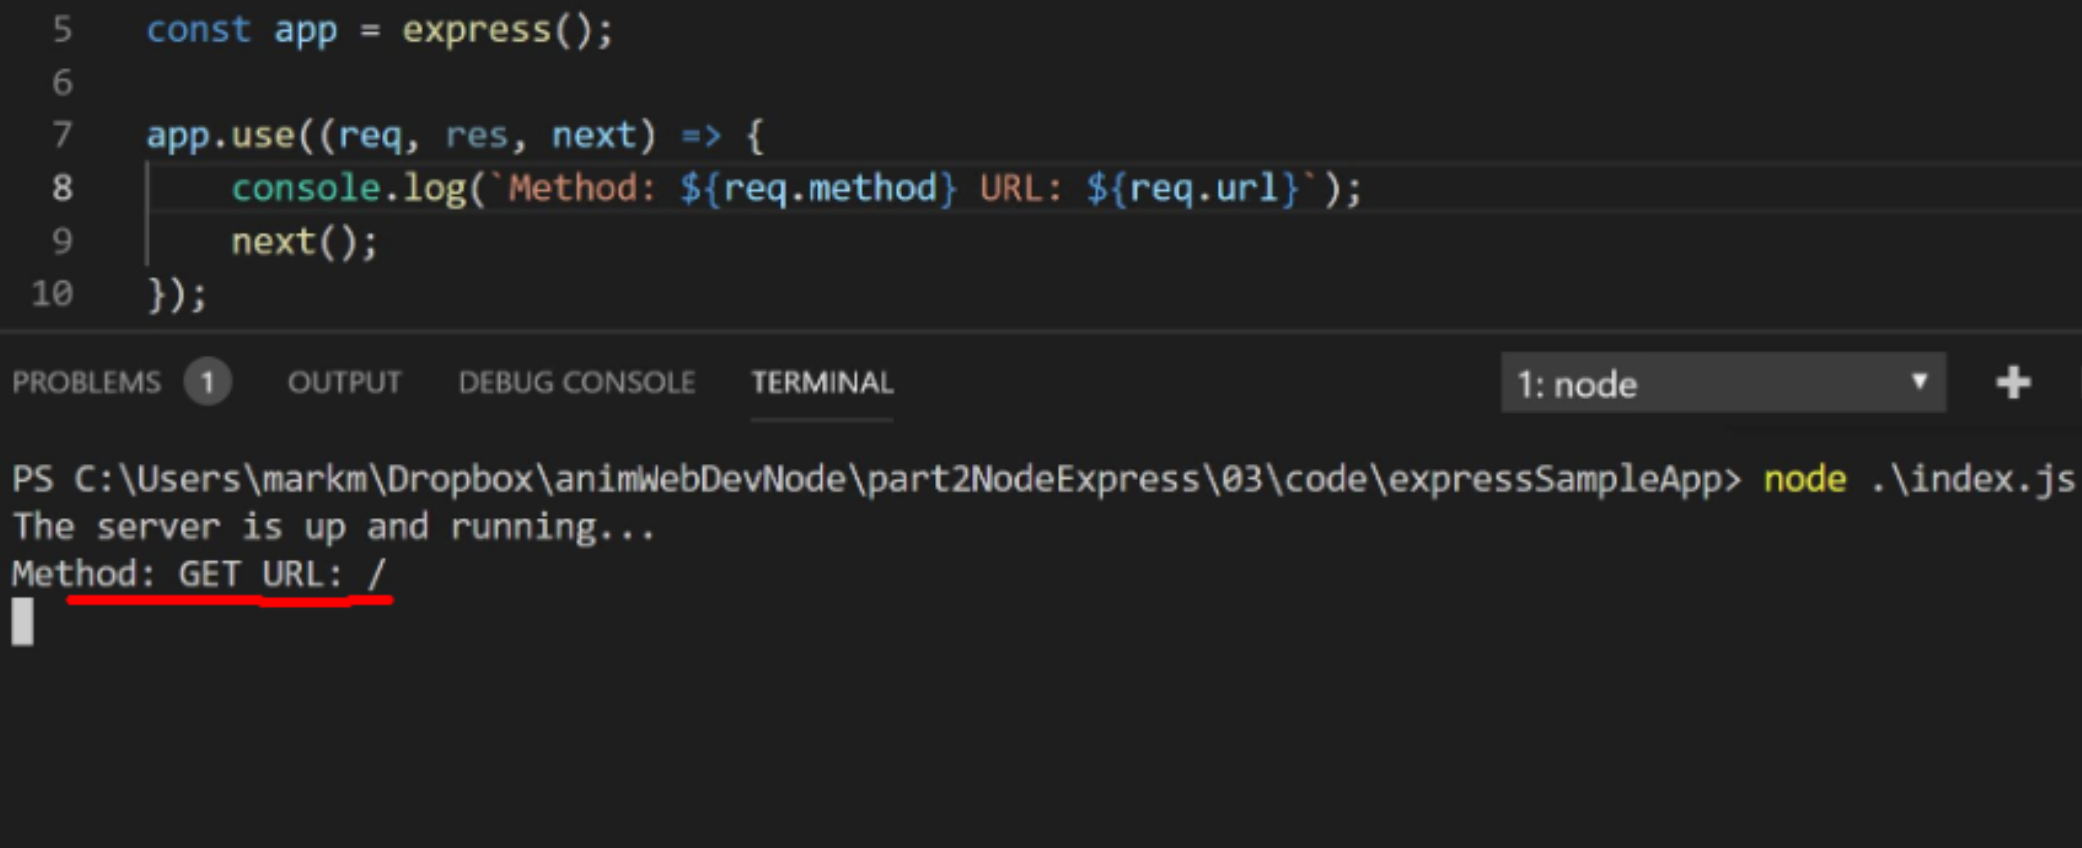 5 const app = express();
6
7 app.use((req, res, next) => {
8 console.log(`Method: ${req.method} URL: ${req.url}`);
9 next();
10 });
PROBLEMS 1 OUTPUT DEBUG CONSOLE TERMINAL 1: node
PS C:\Users\markm\Dropbox\animWebDevNode\part2NodeExpress\03\code\expressSampleApp> node .\index.js
The server is up and running...
Method: GET URL: /